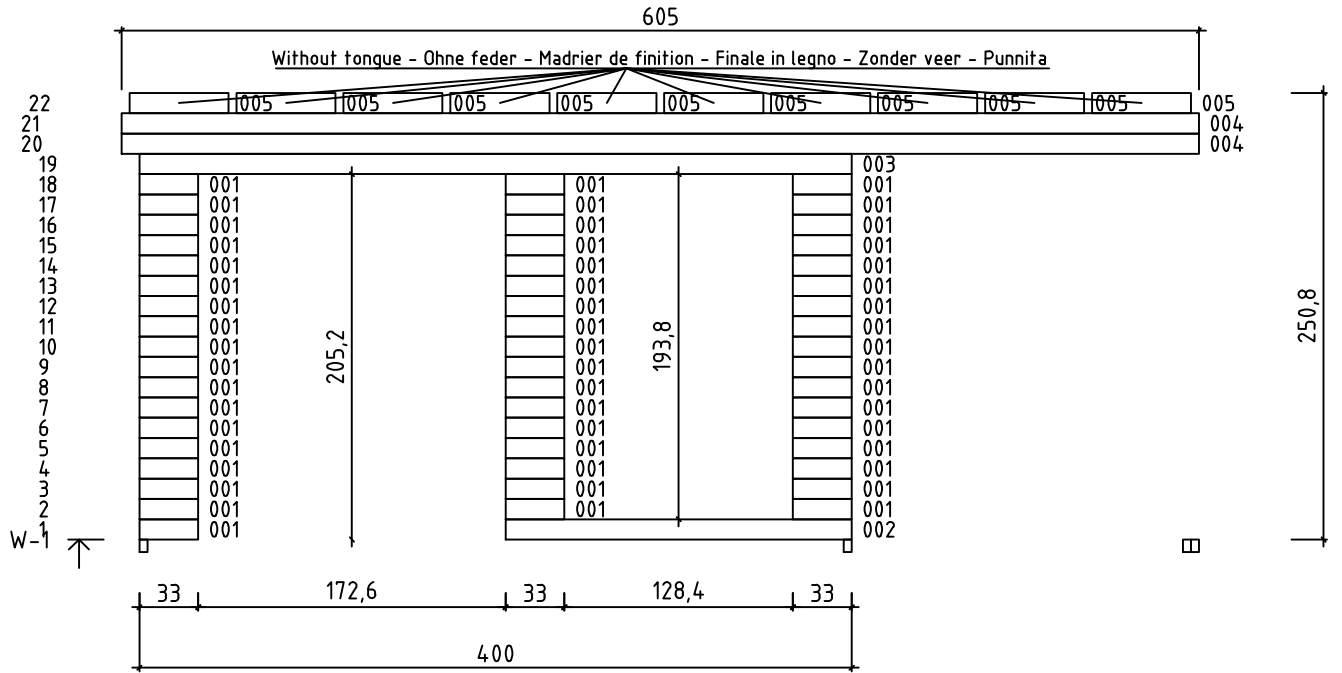 605
Without tongue - Ohne feder - Madrier de finition - Finale in legno - Zonder veer - Punnita
22 005 005 005 005 005 005 005 005 005 005
21 004
20 004
19 003
18 001 001 001
17 001 001 001
16 001 001 001
15 001 001 001
14 001 001 001
13 001 001 001
12 001 001 001
11 001 001 001
10 001 001 001
9 001 001 001
8 001 001 001
7 001 001 001
6 001 001 001
5 001 001 001
4 001 001 001
3 001 001 001
2 001 001 001
1 001 002
W-1
205,2
193,8
250,8
33 172,6 33 128,4 33
400